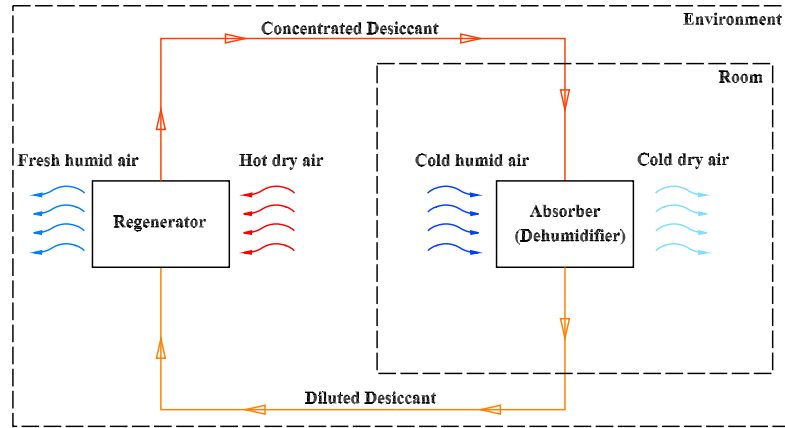 Environment
Concentrated Desiccant
Room
Fresh humid air
Hot dry air
Cold humid air
Cold dry air
Regenerator
Absorber
(Dehumidifier)
Diluted Desiccant